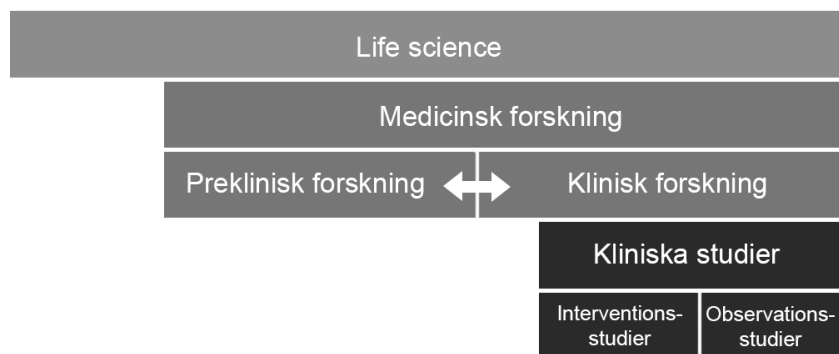 Life science
Medicinsk forskning
Preklinisk forskning
Klinisk forskning
Kliniska studier
Interventions-
studier
Observations-
studier